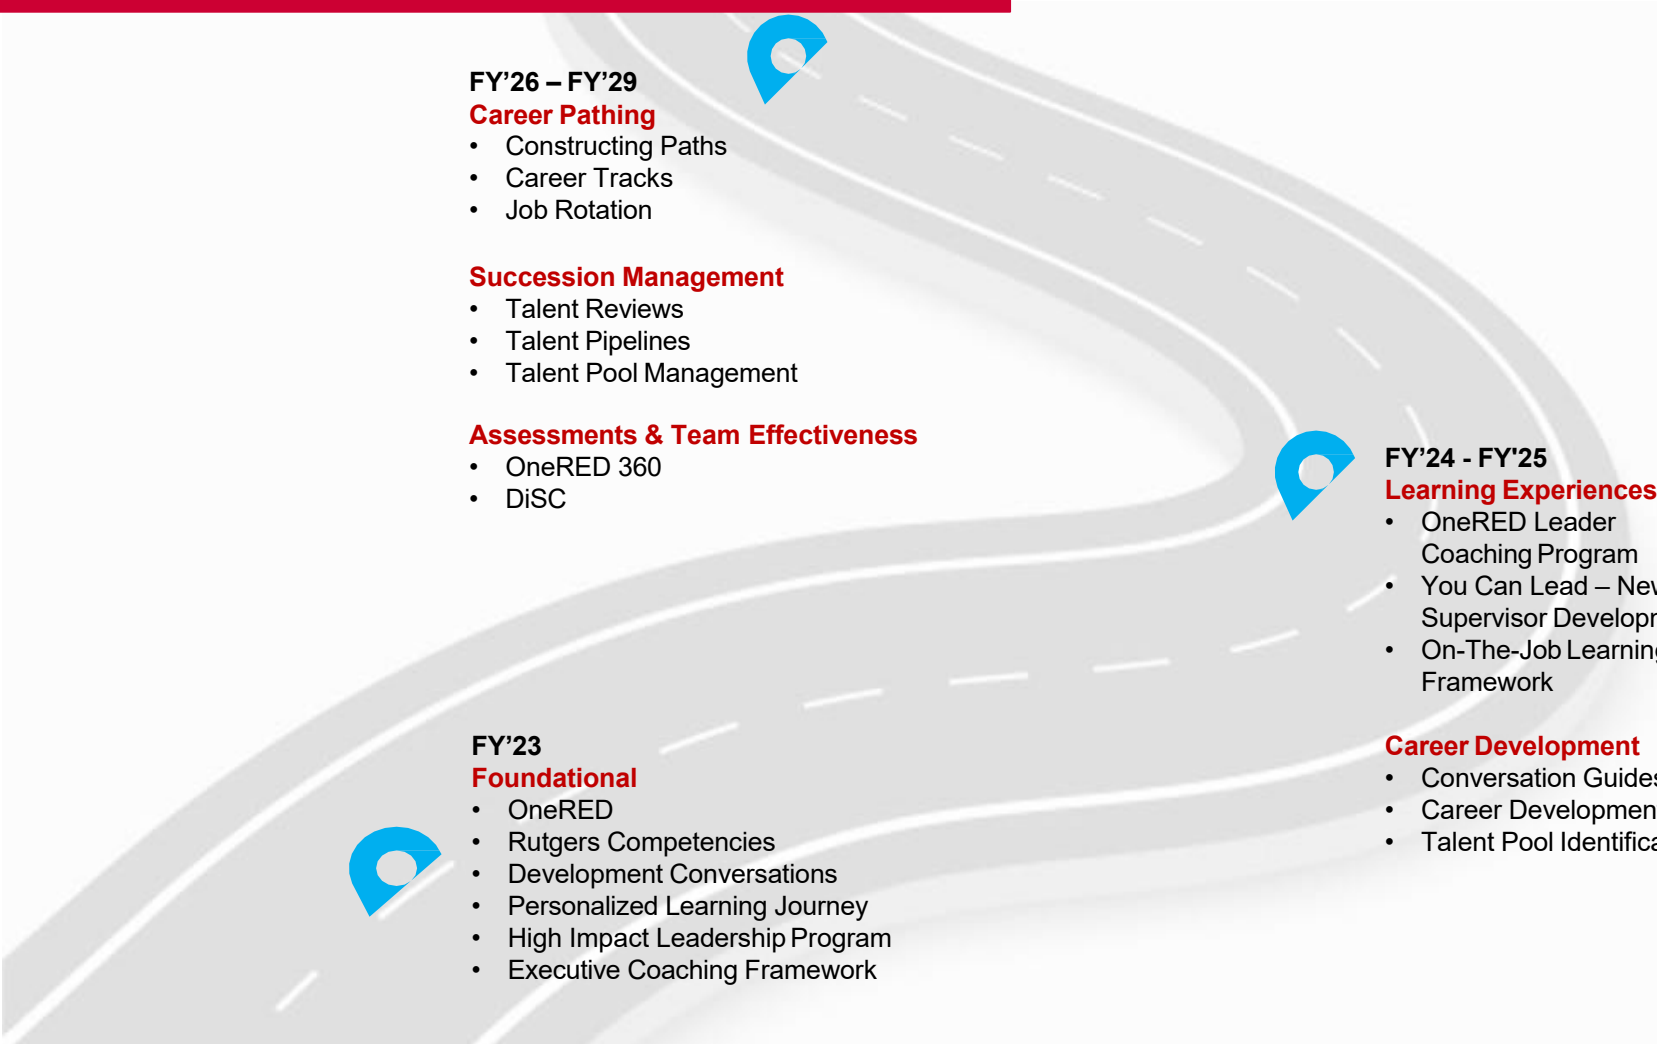 FY’26 – FY’29
Career Pathing
• Constructing Paths
• Career Tracks
• Job Rotation
Succession Management
• Talent Reviews
• Talent Pipelines
• Talent Pool Management
Assessments & Team Effectiveness
• OneRED 360
• DiSC
FY’24 - FY'25
Learning Experiences
• OneRED Leader
Coaching Program
• You Can Lead –
Supervisor
• On-The-Job
Framework
Career Development
• Conversation Guides
• Career
• Talent Pool
FY’23
Foundational
• OneRED
• Rutgers Competencies
• Development Conversations
• Personalized Learning Journey
• High Impact Leadership Program
• Executive Coaching Framework